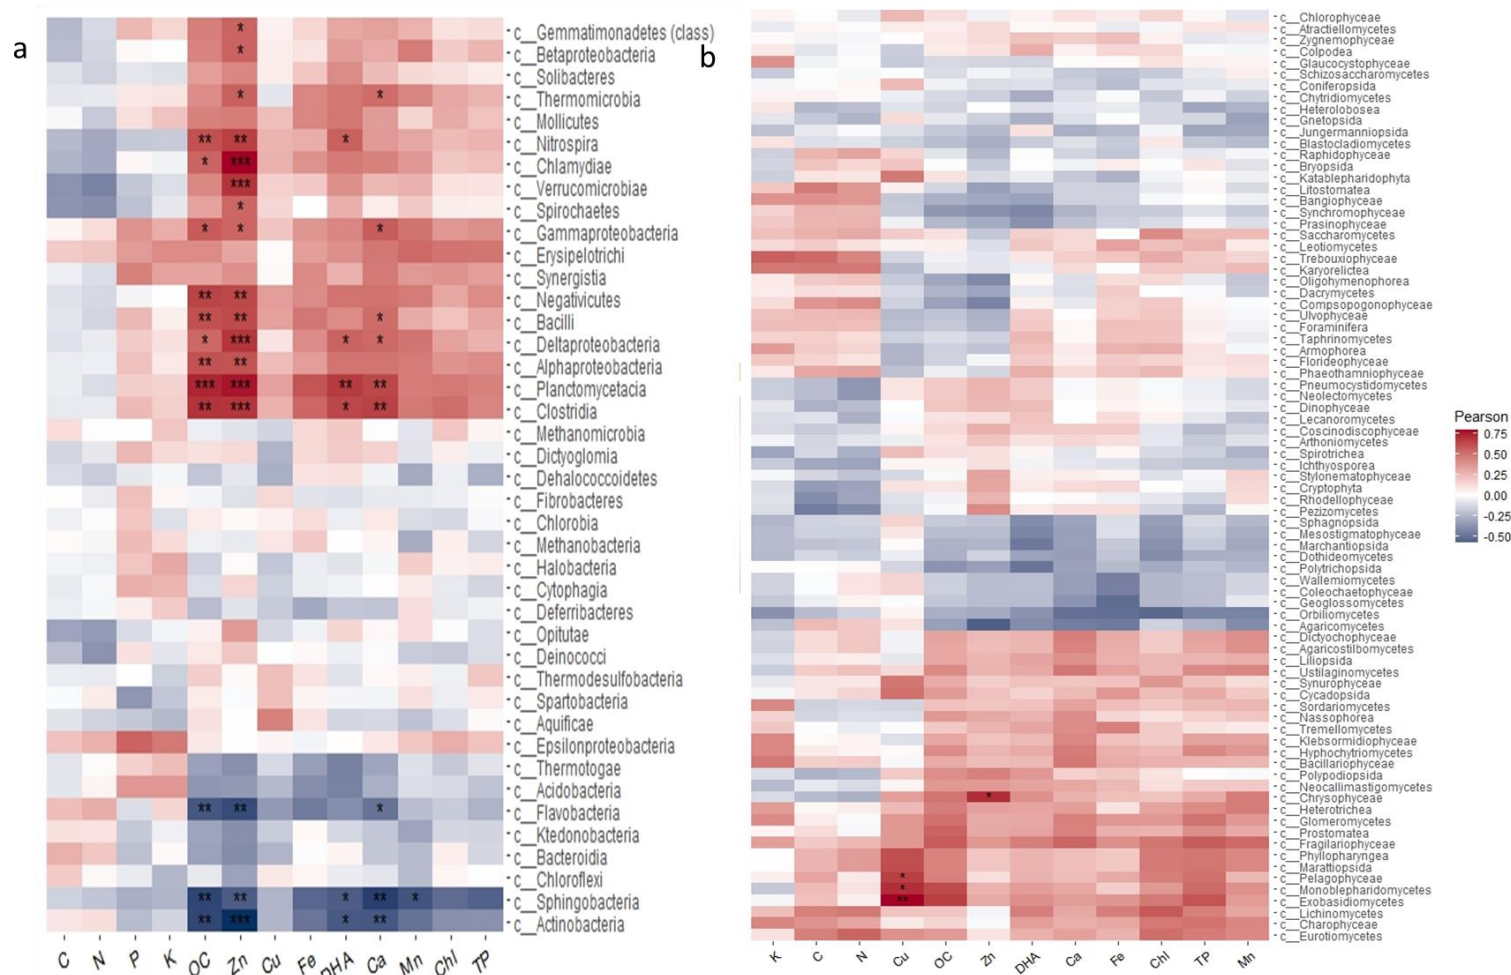 a
c__Gemmatimonadetes (class)
c__Betaproteobacteria
c__Solibacteres
c__Thermomicrobia
c__Mollicutes
c__Nitrospira
c__Chlamydiae
c__Verrucomicrobiae
c__Spirochaetes
c__Gammaproteobacteria
c__Erysipelotrichi
c__Synergistia
c__Negativicutes
c__Bacilli
c__Deltaproteobacteria
c__Alphaproteobacteria
c__Planctomycetacia
c__Clostridia
c__Methanomicrobia
c__Dictyoglomia
c__Dehalococcoidetes
c__Fibrobacteres
c__Chlorobia
c__Methanobacteria
c__Halobacteria
c__Cytophagia
c__Deferribacteres
c__Opitutae
c__Deinococci
c__Thermodesulfobacteria
c__Spartobacteria
c__Aquificae
c__Epsilonproteobacteria
c__Thermotogae
c__Acidobacteria
c__Flavobacteria
c__Ktedonobacteria
c__Bacteroidia
c__Chloroflexi
c__Sphingobacteria
c__Actinobacteria
C N P K OC Zn Cu Fe DHA Ca Mn Chl TP
b
c__Chlorophyceae
c__Atractiellomycetes
c__Zygnemophyceae
c__Colpodea
c__Glaucocystophyceae
c__Schizosaccharomycetes
c__Coniferopsida
c__Chytridiomycetes
c__Heterolobosea
c__Gnetopsida
c__Jungermanniopsida
c__Blastocladiomycetes
c__Raphidophyceae
c__Bryopsida
c__Katablepharidophyta
c__Litostomatea
c__Bangiophyceae
c__Synchromophyceae
c__Prasinophyceae
c__Saccharomycetes
c__Leotiomycetes
c__Trebouxiophyceae
c__Karyorelictea
c__Oligohymenophorea
c__Dacrymycetes
c__Compsopogonophyceae
c__Ulvophyceae
c__Foraminifera
c__Taphrinomycetes
c__Armophorea
c__Florideophyceae
c__Phaeothamniophyceae
c__Pneumocystidomycetes
c__Neolectomycetes
c__Dinophyceae
c__Lecanoromycetes
c__Coscinodiscophyceae
c__Arthoniomycetes
c__Spirotrichea
c__Ichthyosporea
c__Stylonematophyceae
c__Cryptophyta
c__Rhodellophyceae
c__Pezizomycetes
c__Sphagnopsida
c__Mesostigmatophyceae
c__Marchantiopsida
c__Dothideomycetes
c__Polytrichopsida
c__Wallemiomycetes
c__Coleochaetophyceae
c__Geoglossomycetes
c__Orbiliomycetes
c__Agaricomycetes
c__Dictyochophyceae
c__Agaricostilbomycetes
c__Liliopsida
c__Ustilaginomycetes
c__Synurophyceae
c__Cycadopsida
c__Sordariomycetes
c__Nassophorea
c__Tremellomycetes
c__Klebsormidiophyceae
c__Hyphochytriomycetes
c__Bacillariophyceae
c__Polypodiopsida
c__Neocallimastigomycetes
c__Chrysophyceae
c__Heterotrichea
c__Glomeromycetes
c__Prostomatea
c__Fragilariophyceae
c__Phyllopharyngea
c__Marattiopsida
c__Pelagophyceae
c__Monoblepharidomycetes
c__Exobasidiomycetes
c__Lichinomycetes
c__Charophyceae
c__Eurotiomycetes
K C N Cu OC Zn DHA Ca Fe Chl TP Mn
Pearson
0.75
0.50
0.25
0.00
-0.25
-0.50